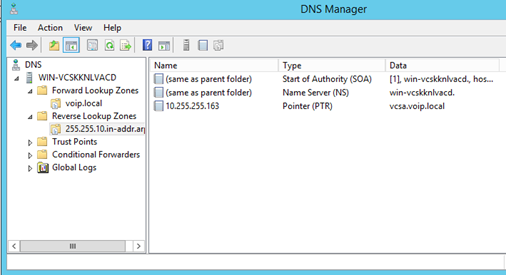 DNS Manager
File Action View Help
DNS
WIN-VCSKKNLVACD
Forward Lookup Zones
voip.local
Reverse Lookup Zones
255.255.10.in-addr.arp
Trust Points
Conditional Forwarders
Global Logs
Name Type Data
(same as parent folder) Start of Authority (SOA) [1], win-vcskknlvacd., hos...
(same as parent folder) Name Server (NS) win-vcskknlvacd.
10.255.255.163 Pointer (PTR) vcsa.voip.local